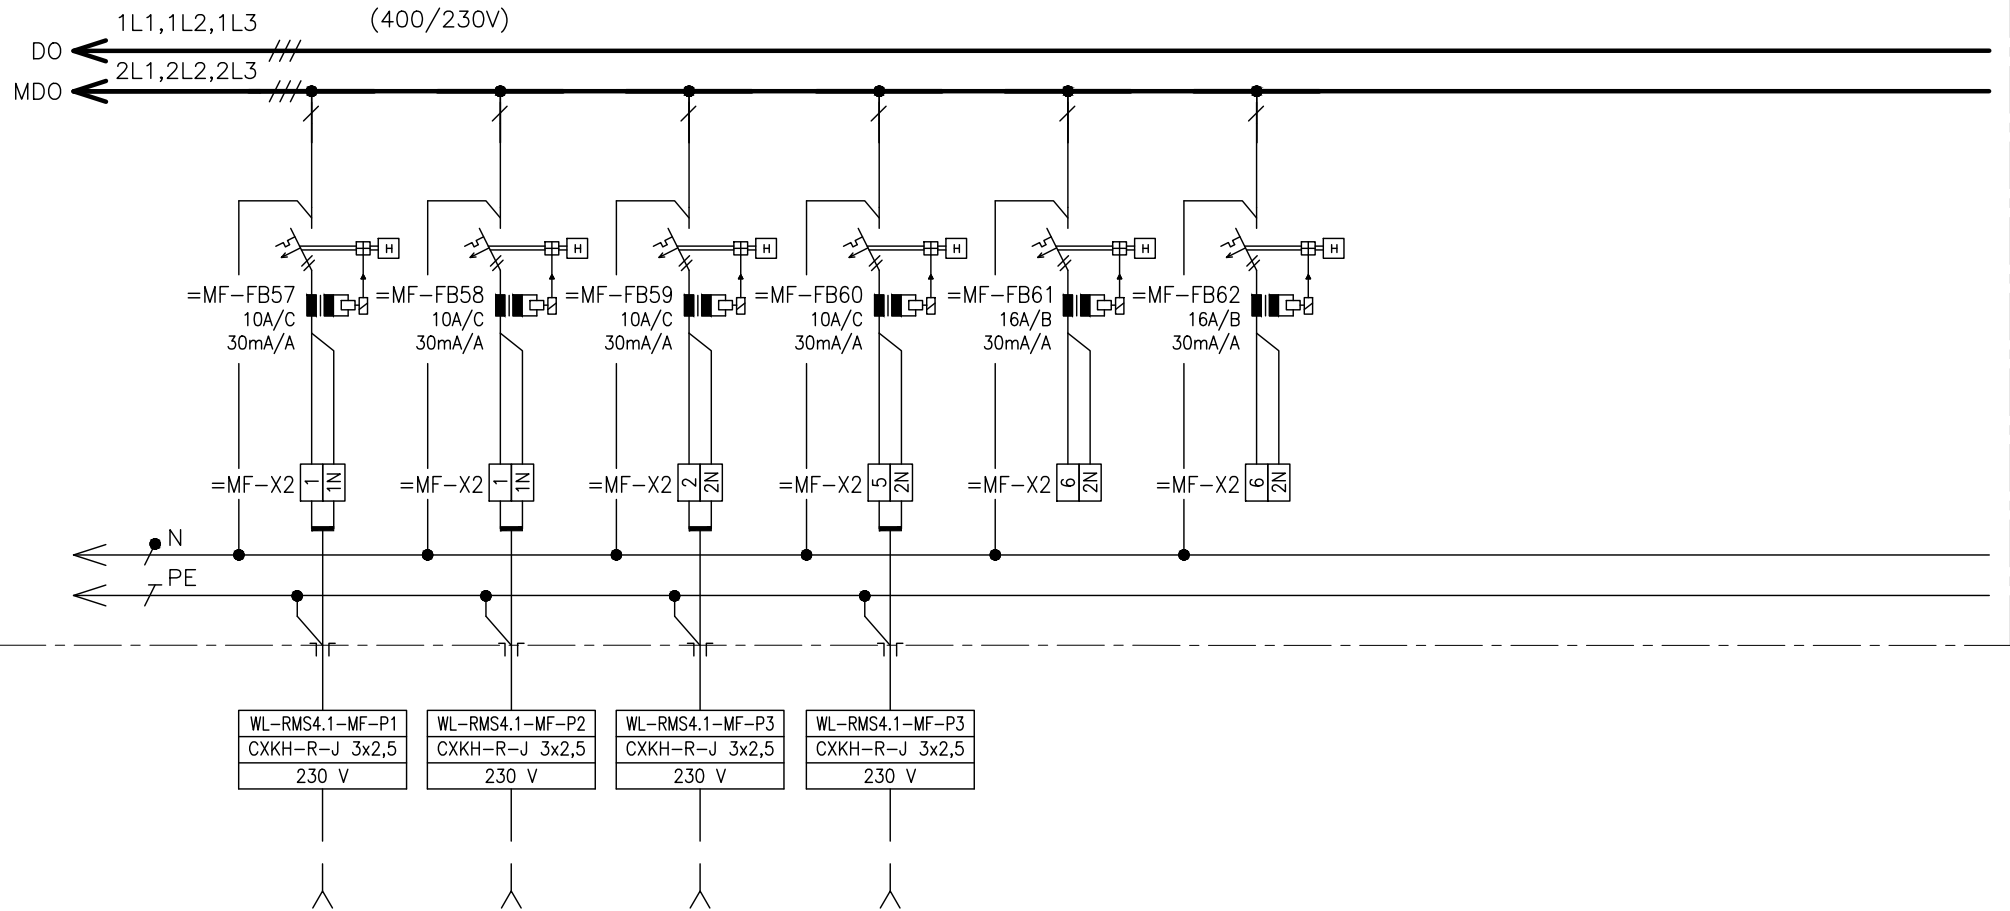 1L1,1L2,1L3
(400/230V)
DO
2L1,2L2,2L3
MDO
H
H
H
H
H
H
=MF-FB57
10A/C
30mA/A
=MF-FB58
10A/C
30mA/A
=MF-FB59
10A/C
30mA/A
=MF-FB60
10A/C
30mA/A
=MF-FB61
16A/B
30mA/A
=MF-FB62
16A/B
30mA/A
=MF-X2 1 1N
=MF-X2 1 1N
=MF-X2 2 2N
=MF-X2 5 2N
=MF-X2 6 2N
=MF-X2 6 2N
N
PE
WL-RMS4.1-MF-P1
CXKH-R-J 3x2,5
230 V
WL-RMS4.1-MF-P2
CXKH-R-J 3x2,5
230 V
WL-RMS4.1-MF-P3
CXKH-R-J 3x2,5
230 V
WL-RMS4.1-MF-P3
CXKH-R-J 3x2,5
230 V